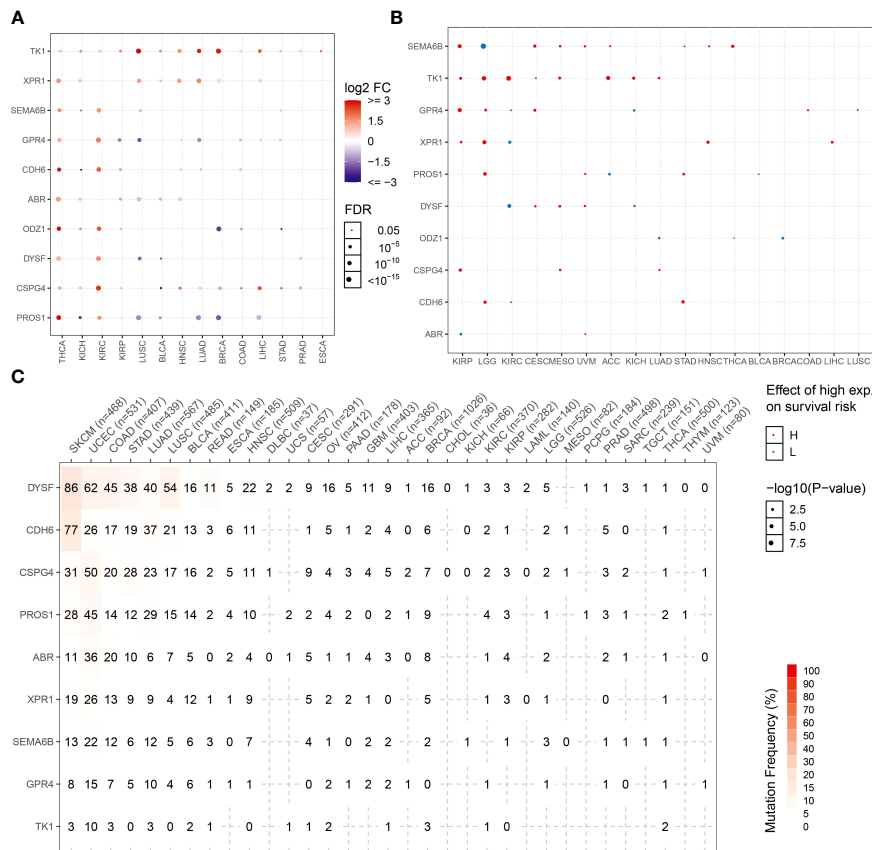 A
TK1
XPR1
SEMA6B
GPR4
CDH6
ABR
ODZ1
DYSF
CSPG4
PROS1
THCA KICH KIRC KIRP LUSC BLCA HNSC LUAD BRCA COAD LIHC STAD PRAD ESCA
log2 FC
>= 3
1.5
0
−1.5
<= −3
FDR
0.05
10−5
10−10
<10−15
B
SEMA6B
TK1
GPR4
XPR1
PROS1
DYSF
ODZ1
CSPG4
CDH6
ABR
KIRP LGG KIRC CESC MESO UVM ACC KICH LUAD STAD HNSC THCA BLCA BRCA COAD LIHC LUSC
Effect of high exp.
on survival risk
H
L
−log10(P−value)
2.5
5.0
7.5
C
SKCM (n=468)
UCEC (n=531)
COAD (n=407)
STAD (n=439)
LUAD (n=567)
LUSC (n=485)
BLCA (n=411)
READ (n=149)
ESCA (n=185)
HNSC (n=509)
DLBC (n=37)
UCS (n=57)
CESC (n=291)
OV (n=412)
PAAD (n=178)
GBM (n=403)
LIHC (n=365)
ACC (n=92)
BRCA (n=1026)
CHOL (n=36)
KICH (n=66)
KIRC (n=370)
KIRP (n=282)
LAML (n=140)
LGG (n=526)
MESO (n=82)
PCPG (n=184)
PRAD (n=498)
SARC (n=239)
TGCT (n=151)
THCA (n=500)
THYM (n=123)
UVM (n=80)
DYSF 86 62 45 38 40 54 16 11 5 22 2 2 9 16 5 11 9 1 16 0 1 3 3 2 5 1 1 3 1 1 0 0
CDH6 77 26 17 19 37 21 13 3 6 11 1 5 1 2 4 0 6 0 2 1 2 1 5 0 1
CSPG4 31 50 20 28 23 17 16 2 5 11 1 9 4 3 4 5 2 7 0 0 2 3 0 2 1 3 2 1 1
PROS1 28 45 14 12 29 15 14 2 4 10 2 2 4 2 0 2 1 9 4 3 1 1 3 1 2 1
ABR 11 36 20 10 6 7 5 0 2 4 0 1 5 1 1 4 3 0 8 1 4 2 2 1 1 0
XPR1 19 26 13 9 9 4 12 1 1 9 5 2 2 1 0 5 1 3 0 1 0 1
SEMA6B 13 22 12 6 12 5 6 3 0 7 4 1 0 2 2 2 1 1 3 0 1 1 1 1
GPR4 8 15 7 5 10 4 6 1 1 1 0 2 1 2 2 1 0 1 1 1 0 1 1
TK1 3 10 3 0 3 0 2 1 1 1 2 1 3 1 0 2
Mutation Frequency (%)
100
90
80
70
60
50
40
30
20
10
5
0